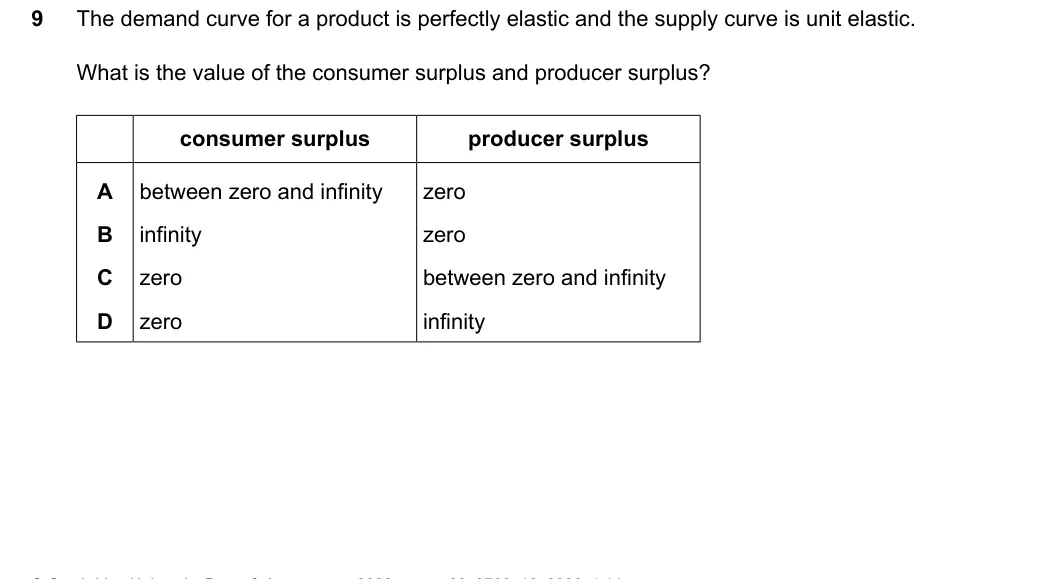 9 The demand curve for a product is perfectly elastic and the supply curve is unit elastic.
What is the value of the consumer surplus and producer surplus?
consumer surplus producer surplus
A between zero and infinity zero
B infinity zero
C zero between zero and infinity
D zero infinity